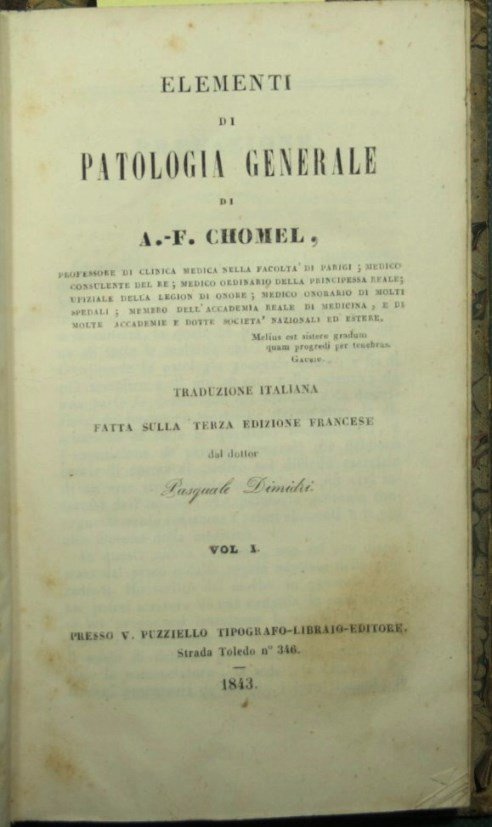 ELEMENTI
DI
PATOLOGIA GENERALE
DI
A.-F. CHOMEL,
PROFESSORE DI CLINICA MEDICA NELLA FACOLTA' DI PARIGI ; MEDICO
CONSULENTE DEL RE ; MEDICO ORDINARIO DELLA PRINCIPESSA REALE ;
UFIZIALE DELLA LEGION DI ONORE ; MEDICO ONORARIO DI MOLTI
SPEDALI ; MEMBRO DELL'ACCADEMIA REALE DI MEDICINA , E DI
MOLTE ACCADEMIE E DOTTE SOCIETA' NAZIONALI ED ESTERE.
Melius est sistere gradum
quam progredi per tenebras.
GAUBIO.
TRADUZIONE ITALIANA
FATTA SULLA TERZA EDIZIONE FRANCESE
dal dottor
Pasquale Dimidri
VOL I.
PRESSO V. PUZZIELLO TIPOGRAFO-LIBRAIO-EDITORE.
Strada Toledo n° 346.
1843.